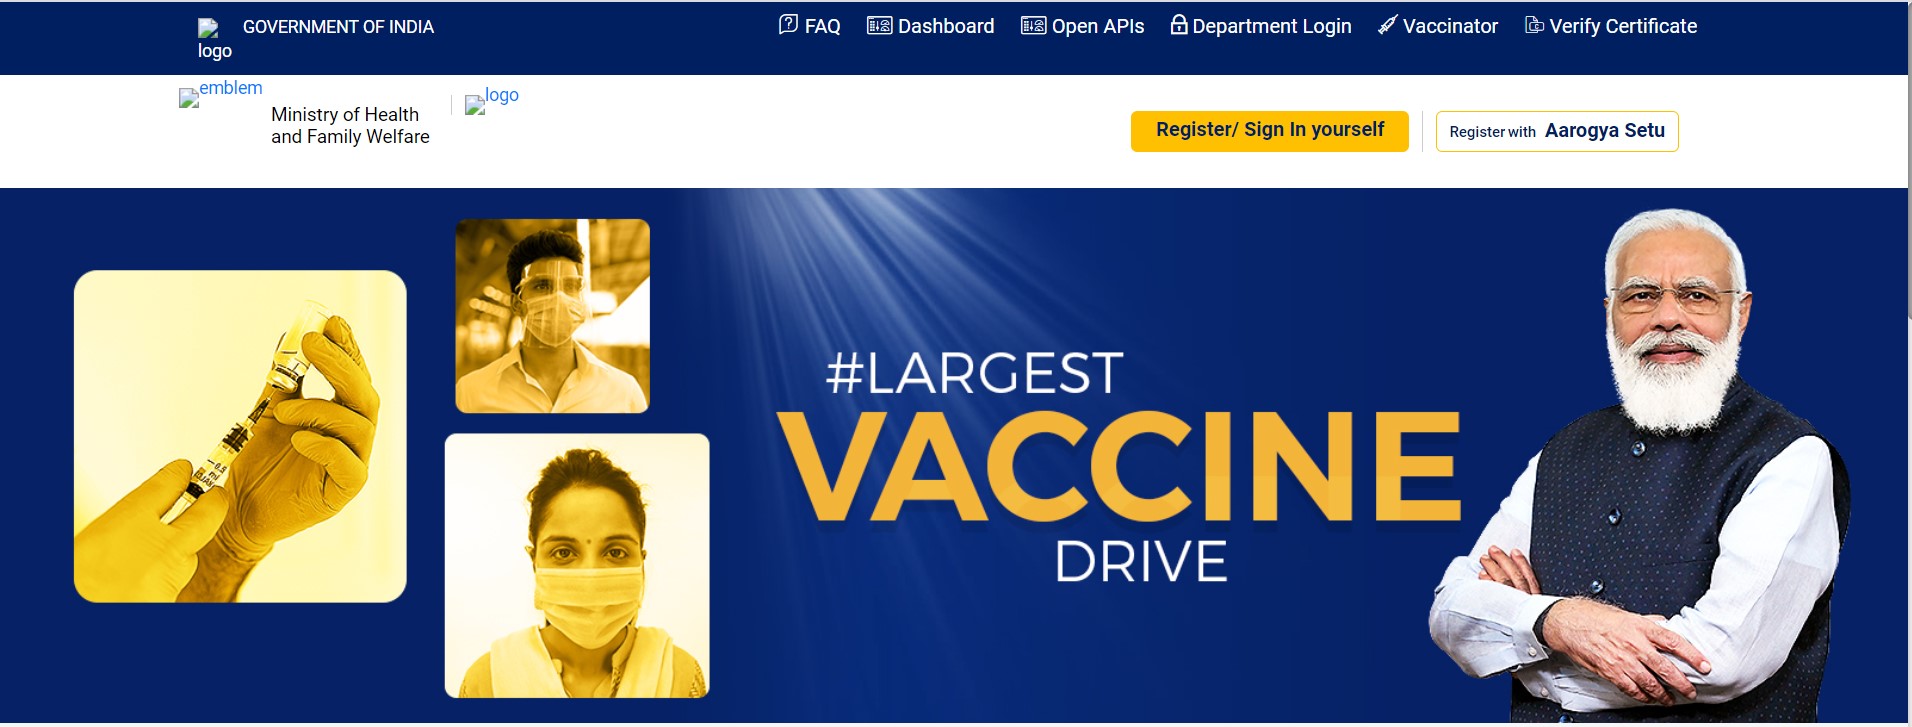 GOVERNMENT OF INDIA
logo
FAQ
Dashboard
Open APIs
Department Login
Vaccinator
Verify Certificate
emblem
Ministry of Health
and Family Welfare
logo
Register/ Sign In yourself
Register with Aarogya Setu
#LARGEST
VACCINE
DRIVE